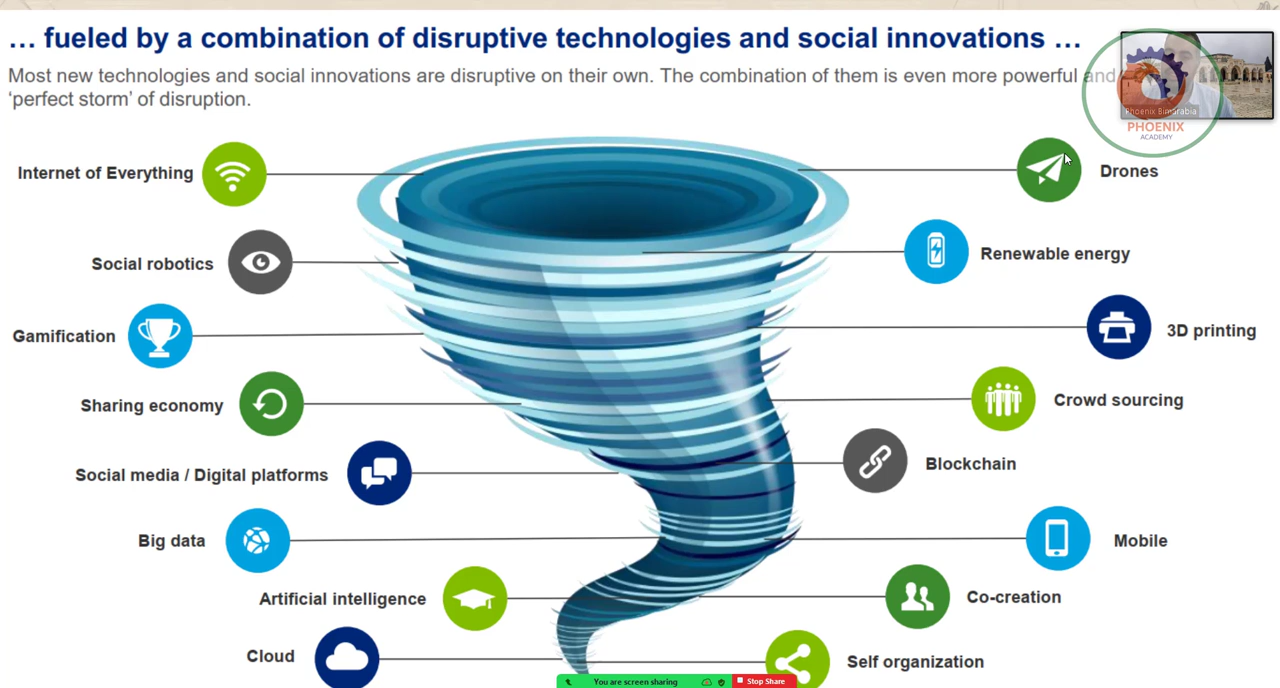 … fueled by a combination of disruptive technologies and social innovations …
Most new technologies and social innovations are disruptive on their own. The combination of them is even more powerful and
‘perfect storm’ of disruption.
Phoenix Bimarabia
PHOENIX
ACADEMY
Internet of Everything
Drones
Social robotics
Renewable energy
Gamification
3D printing
Sharing economy
Crowd sourcing
Social media / Digital platforms
Blockchain
Big data
Mobile
Artificial intelligence
Co-creation
Cloud
Self organization
You are screen sharing
Stop Share